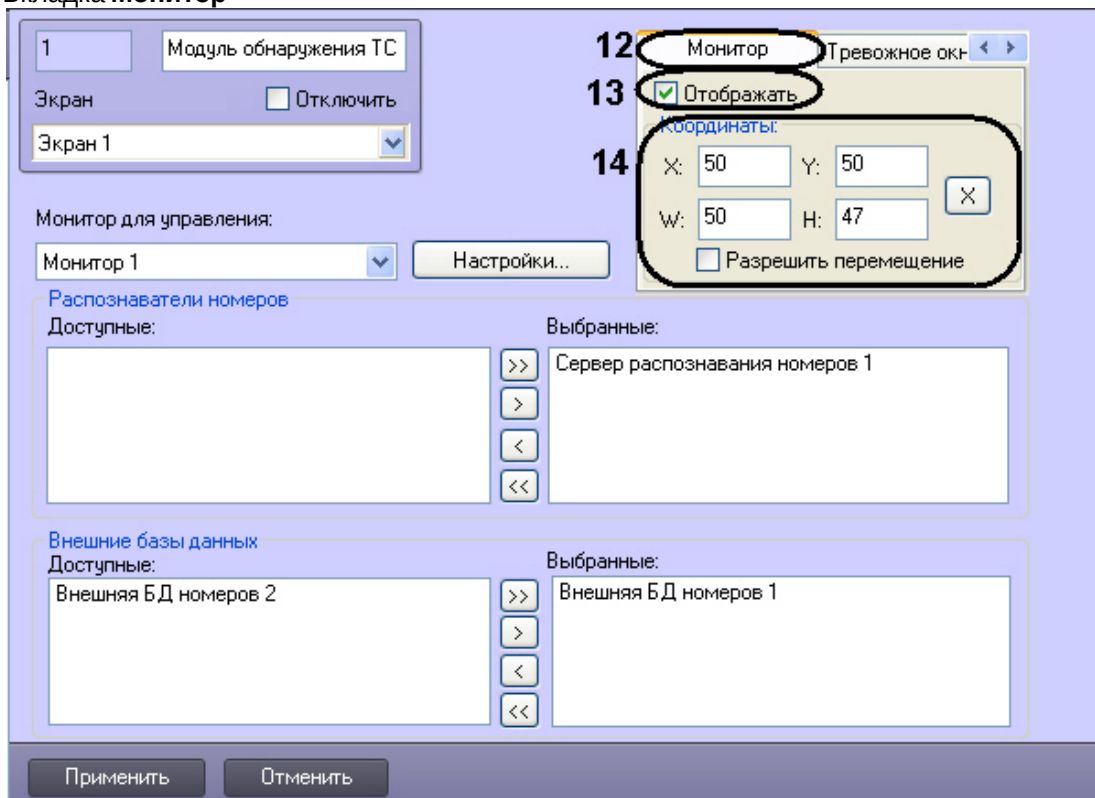 Вкладка Монитор
1 Модуль обнаружения ТС
Экран Отключить
Экран 1
Монитор для управления:
Монитор 1 Настройки...
12 Монитор Тревожное окн
13 Отображать
Координаты:
14 X: 50 Y: 50 X
W: 50 H: 47
Разрешить перемещение
Распознаватели номеров
Доступные: Выбранные:
Сервер распознавания номеров 1
>>
>
<
<<
Внешние базы данных
Доступные: Выбранные:
Внешняя БД номеров 2 >> Внешняя БД номеров 1
>
<
<<
Применить Отменить